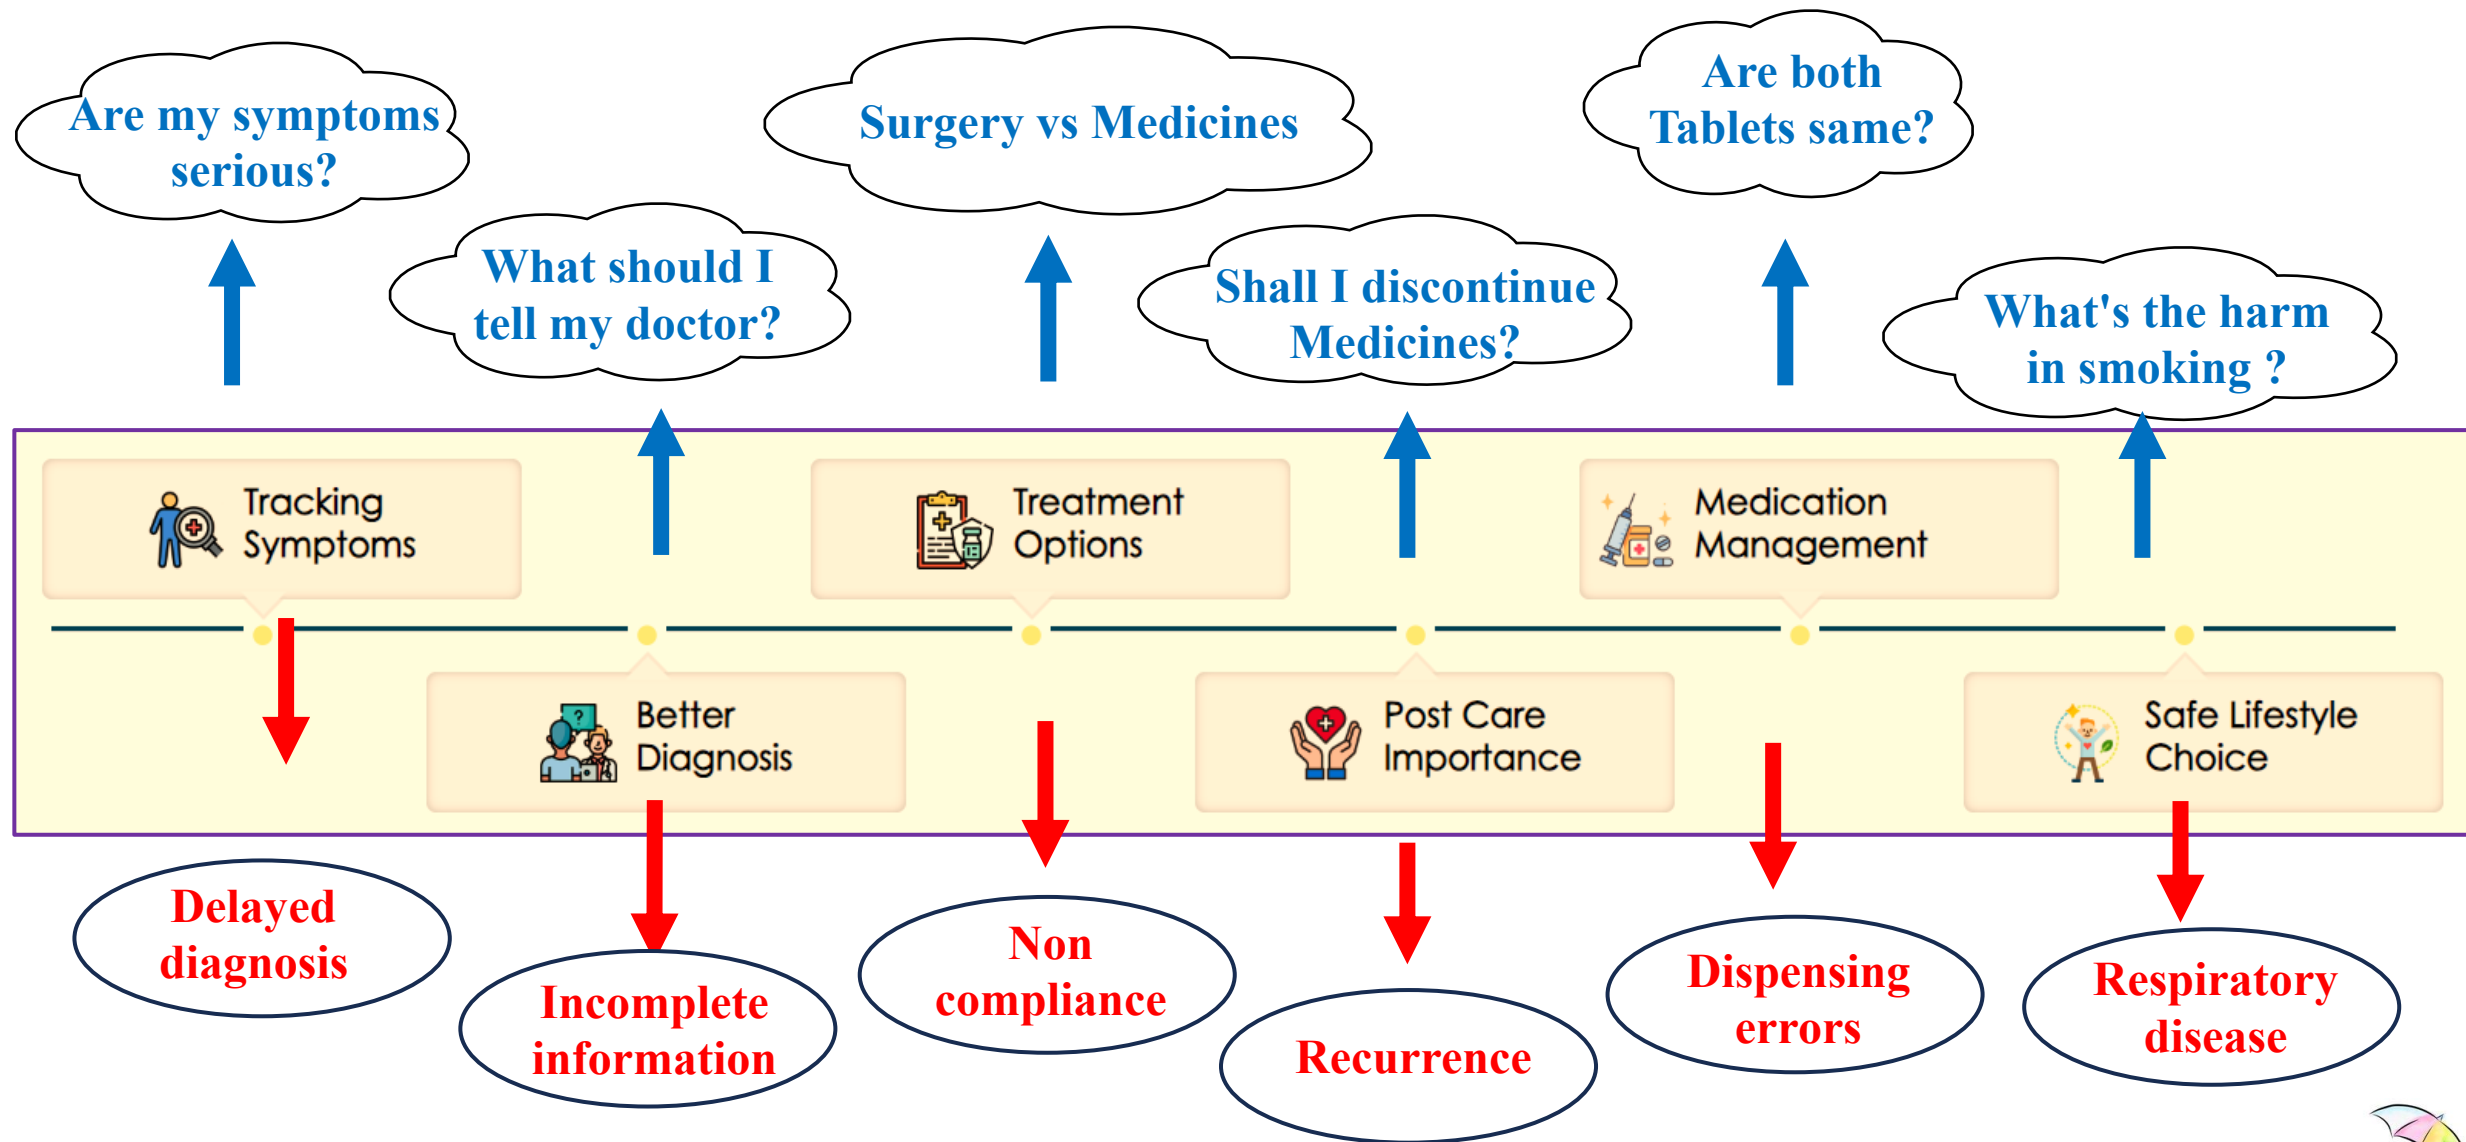 Are my symptoms
serious?
What should I
tell my doctor?
Surgery vs Medicines
Shall I discontinue
Medicines?
Are both
Tablets same?
What's the harm
in smoking ?
Tracking
Symptoms
Better
Diagnosis
Treatment
Options
Post Care
Importance
Medication
Management
Safe Lifestyle
Choice
Delayed
diagnosis
Incomplete
information
Non
compliance
Recurrence
Dispensing
errors
Respiratory
disease